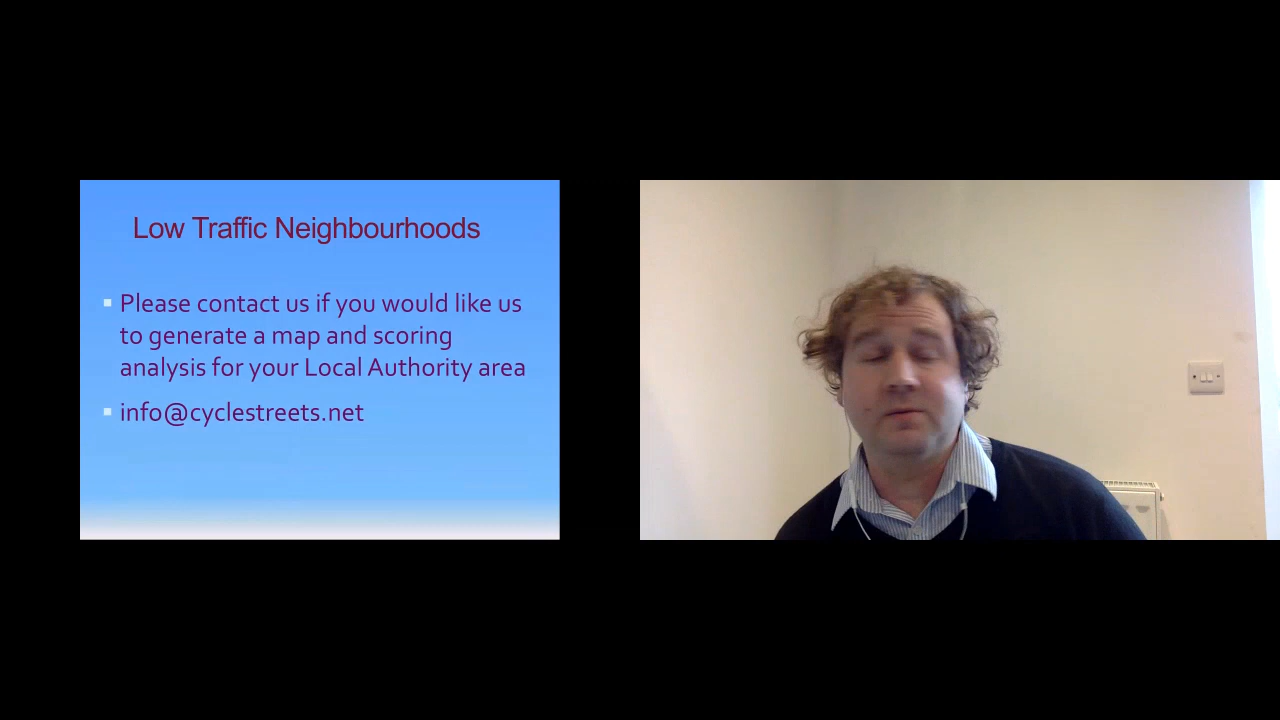 Low Traffic Neighbourhoods
Please contact us if you would like us
to generate a map and scoring
analysis for your Local Authority area
info@cyclestreets.net